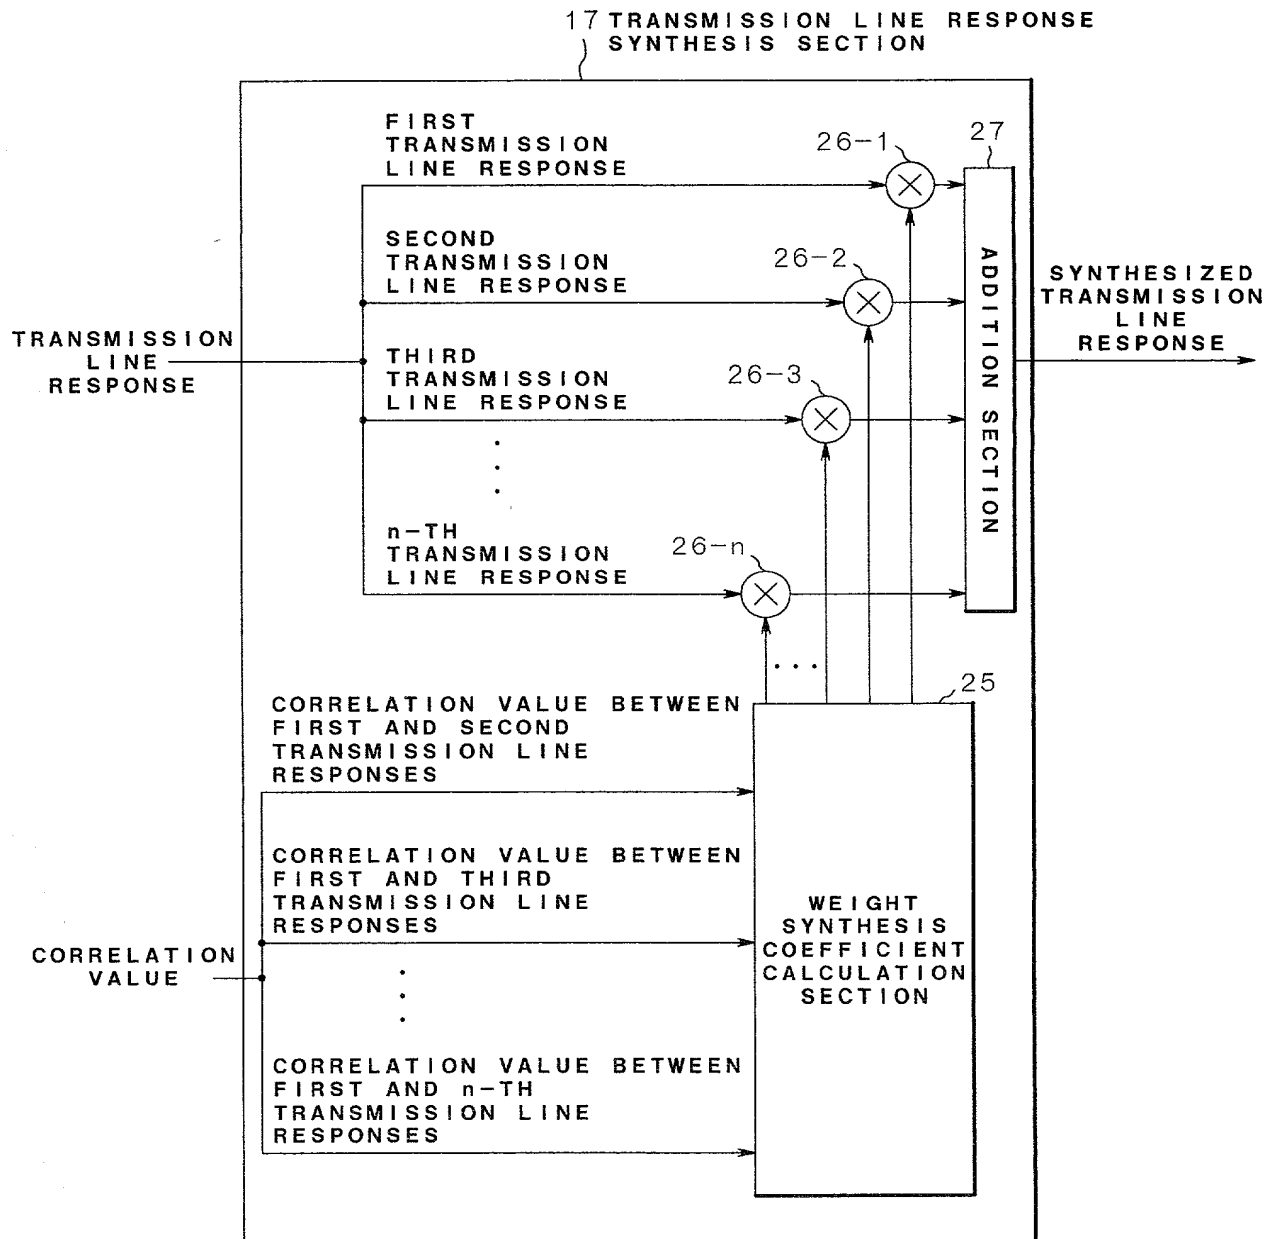 17 TRANSMISSION LINE RESPONSE
SYNTHESIS SECTION
FIRST
TRANSMISSION
LINE RESPONSE
26-1
27
SECOND
TRANSMISSION
LINE RESPONSE
26-2
ADDITION SECTION
SYNTHESIZED
TRANSMISSION
LINE
RESPONSE
TRANSMISSION
LINE
RESPONSE
THIRD
TRANSMISSION
LINE RESPONSE
26-3
n-TH
TRANSMISSION
LINE RESPONSE
26-n
25
CORRELATION VALUE BETWEEN
FIRST AND SECOND
TRANSMISSION LINE
RESPONSES
CORRELATION VALUE BETWEEN
FIRST AND THIRD
TRANSMISSION LINE
RESPONSES
WEIGHT
SYNTHESIS
COEFFICIENT
CALCULATION
SECTION
CORRELATION
VALUE
CORRELATION VALUE BETWEEN
FIRST AND n-TH
TRANSMISSION LINE
RESPONSES